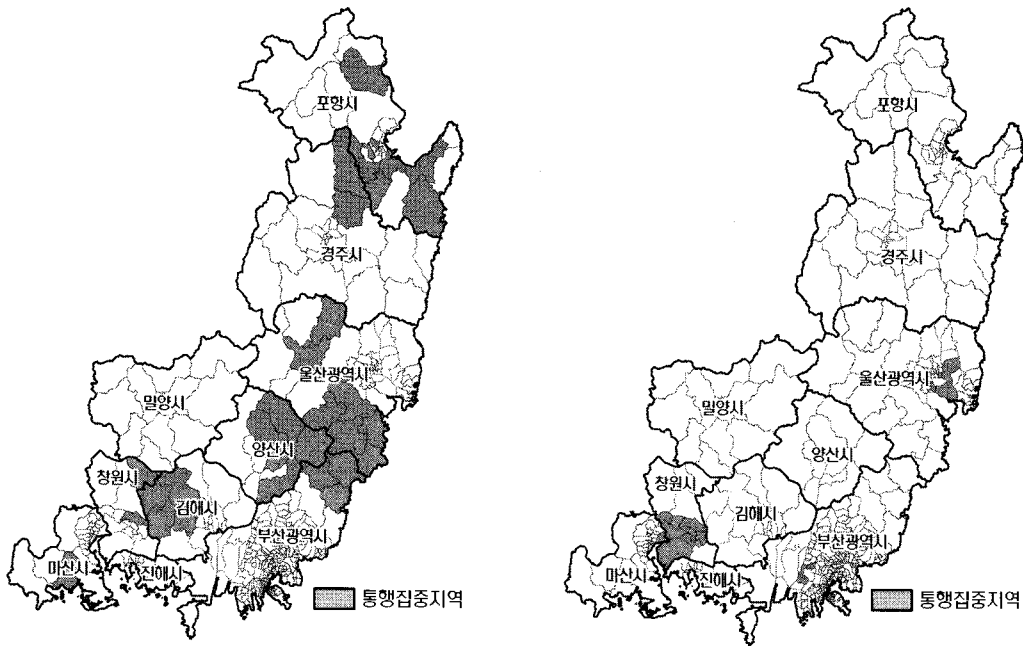 포항시
경주시
울산광역시
밀양시
양산시
창원시
김해시
부산광역시
마산시
진해시
통행집중지역
포항시
경주시
울산광역시
밀양시
양산시
창원시
김해시
부산광역시
마산시
진해시
통행집중지역